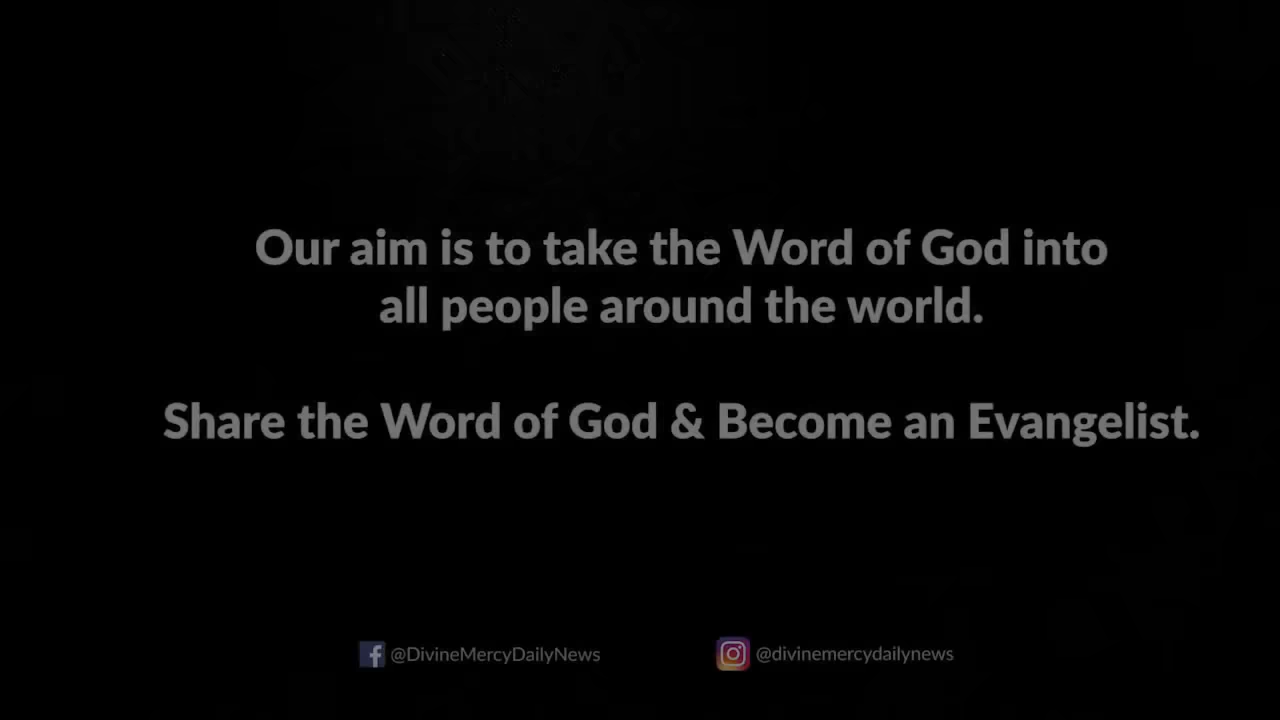 Our aim is to take the Word of God into
all people around the world.
Share the Word of God & Become an Evangelist.
@DivineMercyDailyNews
@divinemercydailynews